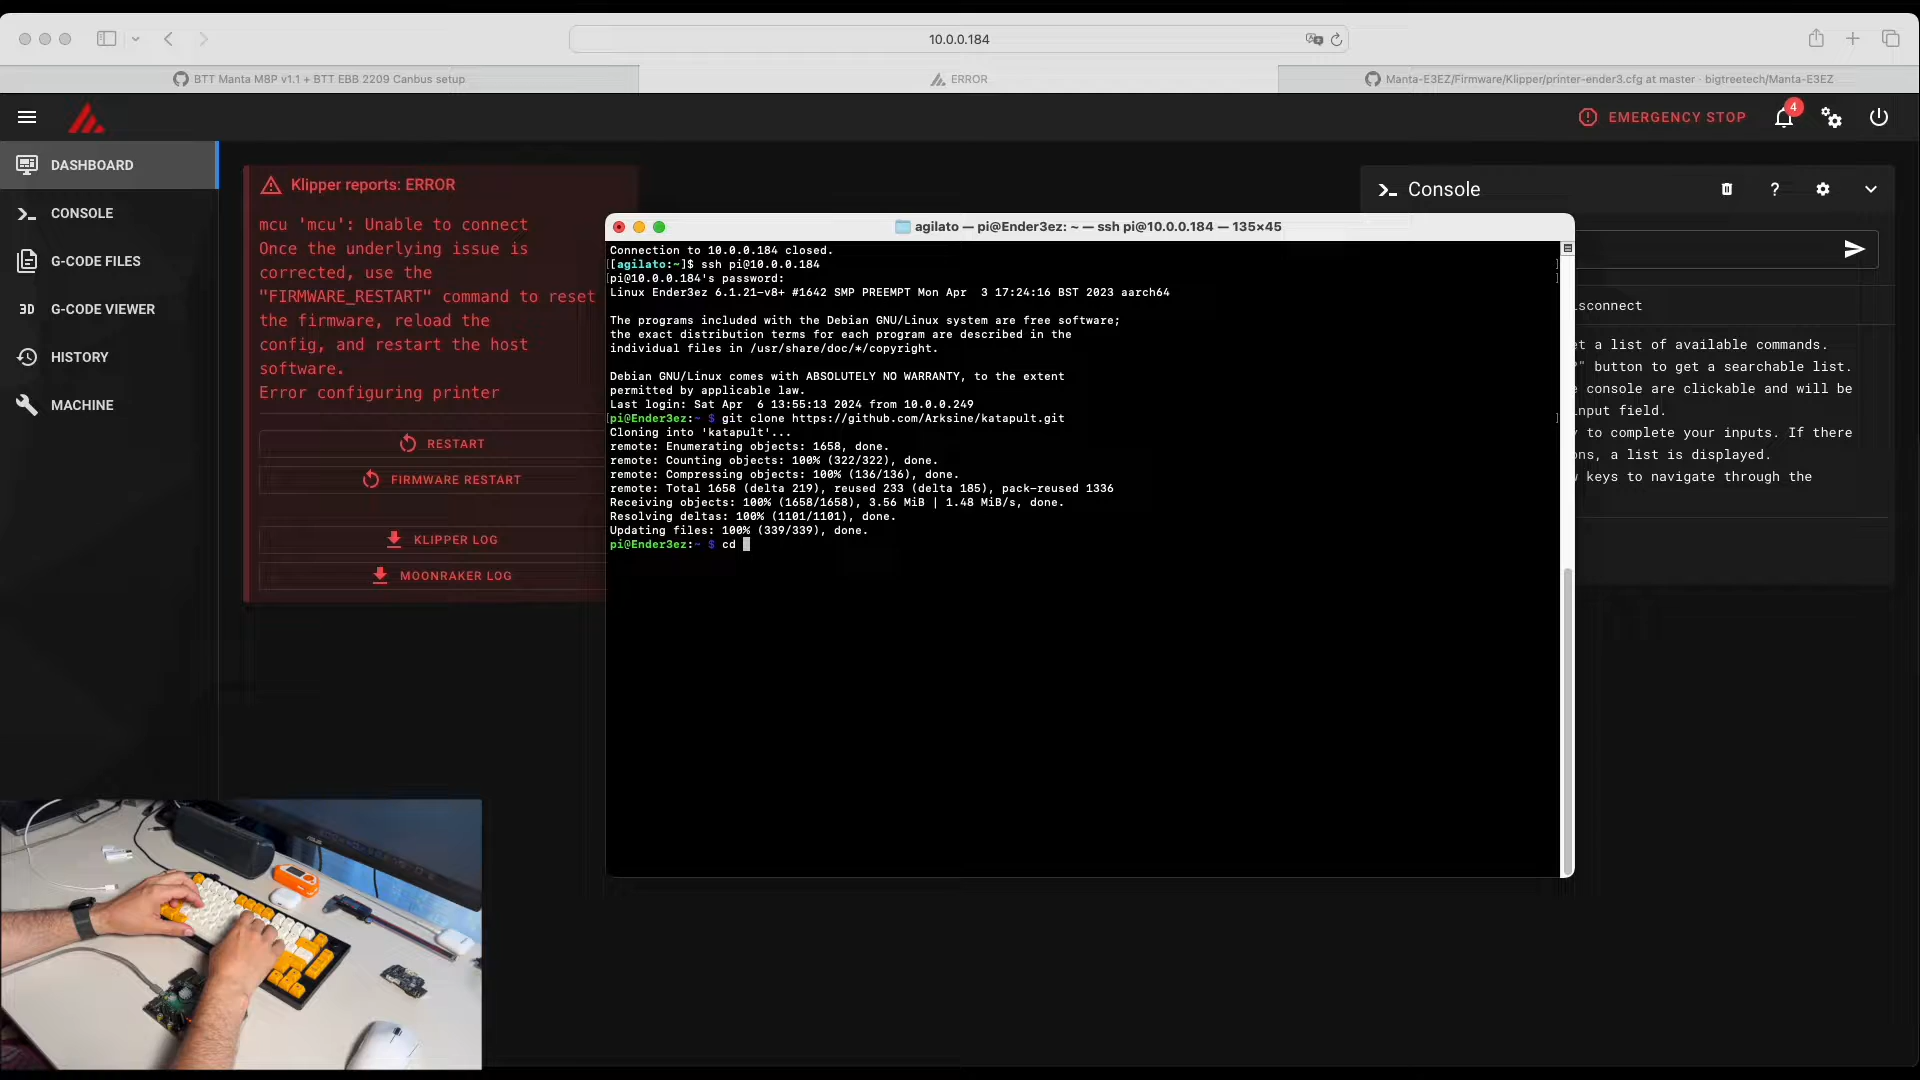 10.0.0.184
BTT Manta M8P v1.1 + BTT EBB 2209 Canbus setup
ERROR
Manta-E3EZ/Firmware/Klipper/printer-ender3.cfg at master · bigtreetech/Manta-E3EZ
EMERGENCY STOP
4
DASHBOARD
CONSOLE
G-CODE FILES
3D G-CODE VIEWER
HISTORY
MACHINE
Klipper reports: ERROR
mcu 'mcu': Unable to connect
Once the underlying issue is
corrected, use the
"FIRMWARE_RESTART" command to reset
the firmware, reload the
config, and restart the host
software.
Error configuring printer
RESTART
FIRMWARE RESTART
KLIPPER LOG
MOONRAKER LOG
agilato — pi@Ender3ez: ~ — ssh pi@10.0.0.184 — 135×45
Connection to 10.0.0.184 closed.
[[agilato:~]$ ssh pi@10.0.0.184 ]
[pi@10.0.0.184's password: ]
Linux Ender3ez 6.1.21-v8+ #1642 SMP PREEMPT Mon Apr  3 17:24:16 BST 2023 aarch64
The programs included with the Debian GNU/Linux system are free software;
the exact distribution terms for each program are described in the
individual files in /usr/share/doc/*/copyright.
Debian GNU/Linux comes with ABSOLUTELY NO WARRANTY, to the extent
permitted by applicable law.
Last login: Sat Apr  6 13:55:13 2024 from 10.0.0.249
[pi@Ender3ez:~ $ git clone https://github.com/Arksine/katapult.git ]
Cloning into 'katapult'...
remote: Enumerating objects: 1658, done.
remote: Counting objects: 100% (322/322), done.
remote: Compressing objects: 100% (136/136), done.
remote: Total 1658 (delta 219), reused 233 (delta 185), pack-reused 1336
Receiving objects: 100% (1658/1658), 3.56 MiB | 1.48 MiB/s, done.
Resolving deltas: 100% (1101/1101), done.
Updating files: 100% (339/339), done.
pi@Ender3ez:~ $ cd
Console
?
sconnect
t a list of available commands.
" button to get a searchable list.
console are clickable and will be
nput field.
to complete your inputs. If there
ns, a list is displayed.
keys to navigate through the